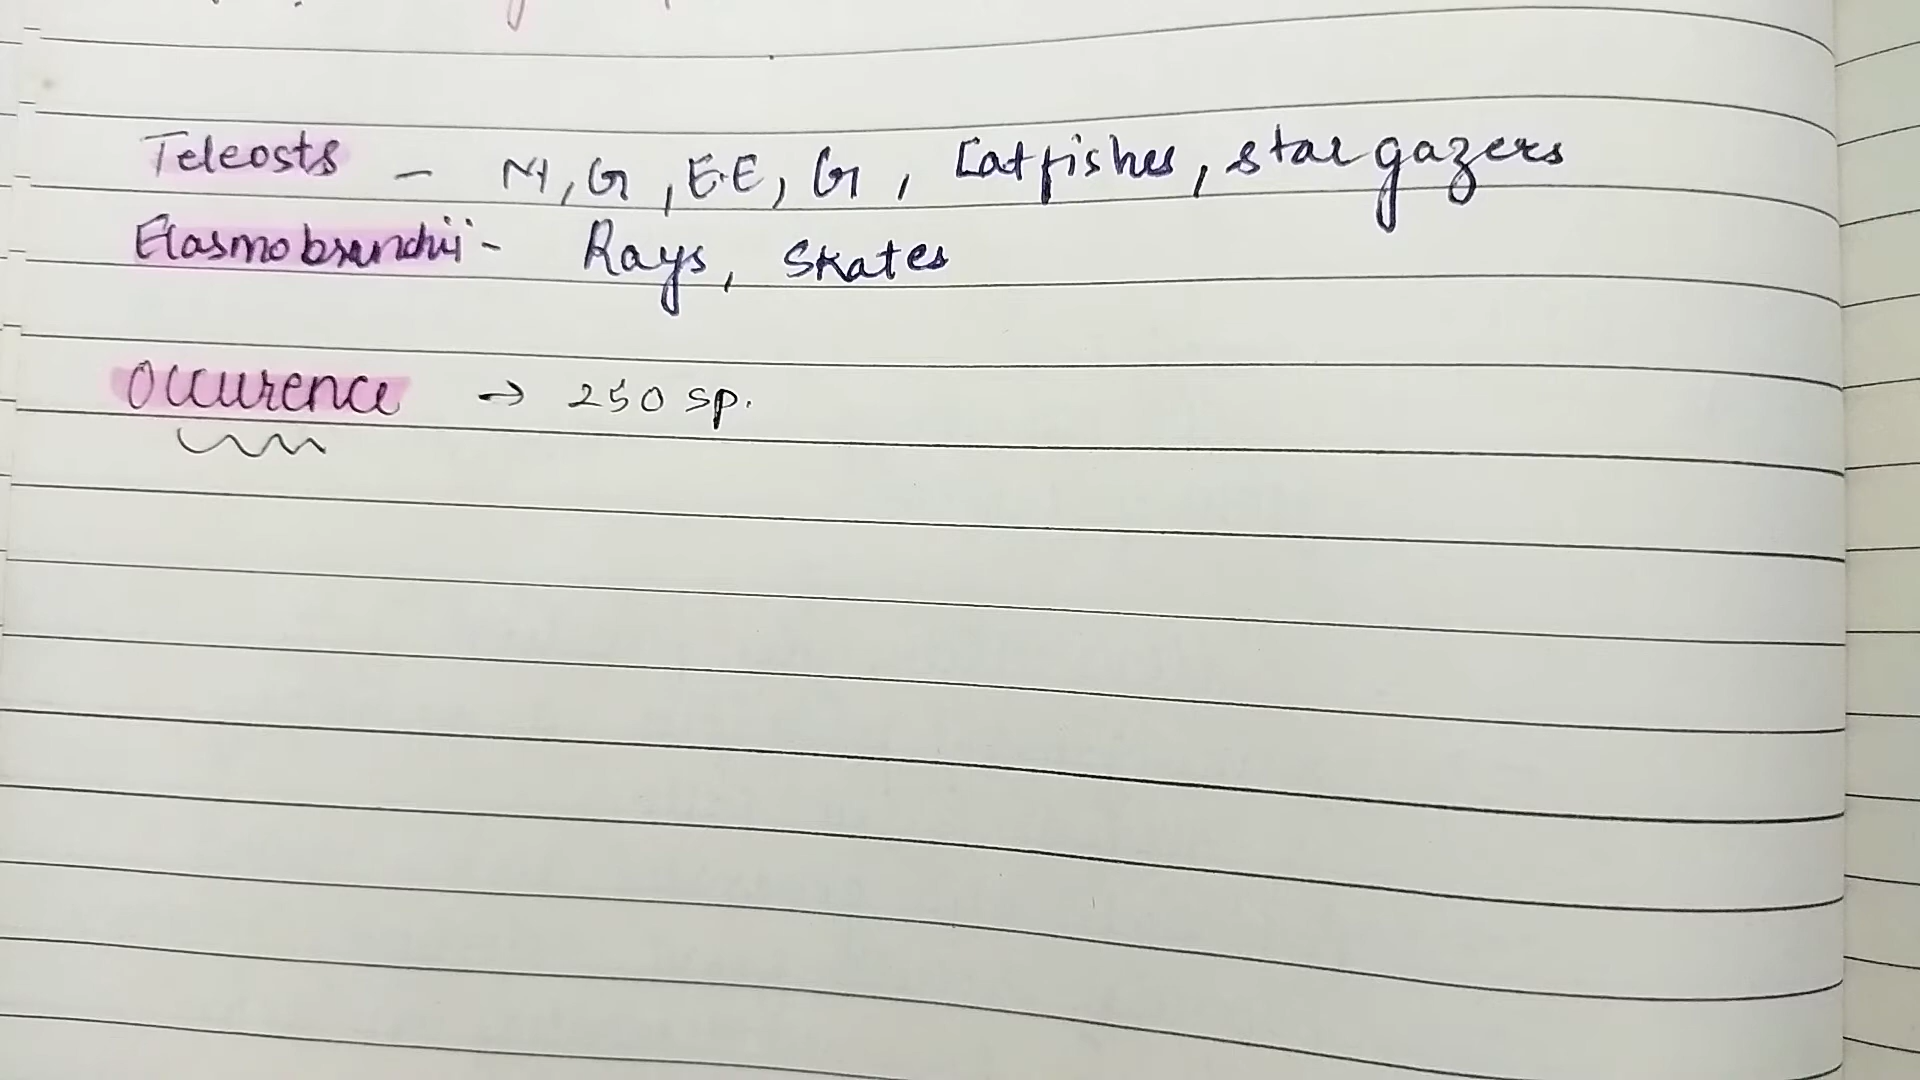 Teleosts - M, G, E.E, G, Catfishes, star gazers
Elasmobranchii - Rays, Skates
Occurence → 250 sp.